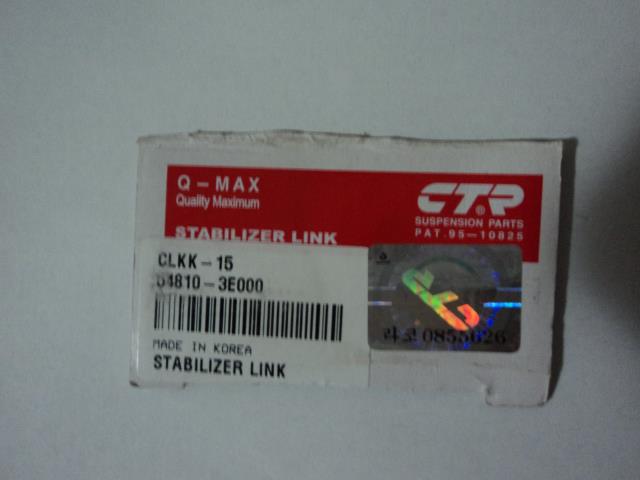 Q-MAX
Quality Maximum
CTR®
SUSPENSION PARTS
PAT.95-10825
STABILIZER LINK
CLKK-15
54810-3E000
MADE IN KOREA
STABILIZER LINK
0855626